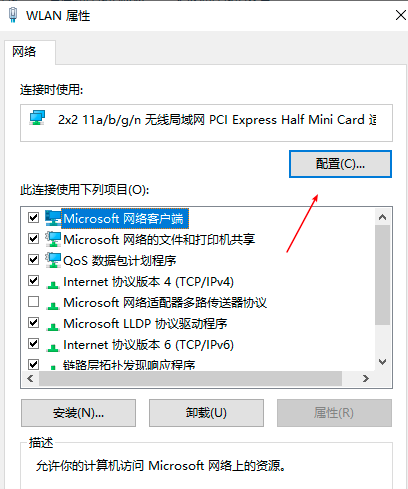 WLAN 属性
网络
连接时使用:
2x2 11a/b/g/n 无线局域网 PCI Express Half Mini Card
配置(C)...
此连接使用下列项目(O):
Microsoft 网络客户端
Microsoft 网络的文件和打印机共享
QoS 数据包计划程序
Internet 协议版本 4 (TCP/IPv4)
Microsoft 网络适配器多路传送器协议
Microsoft LLDP 协议驱动程序
Internet 协议版本 6 (TCP/IPv6)
链路层拓扑发现响应程序
安装(N)...
卸载(U)
属性(R)
描述
允许你的计算机访问 Microsoft 网络上的资源。